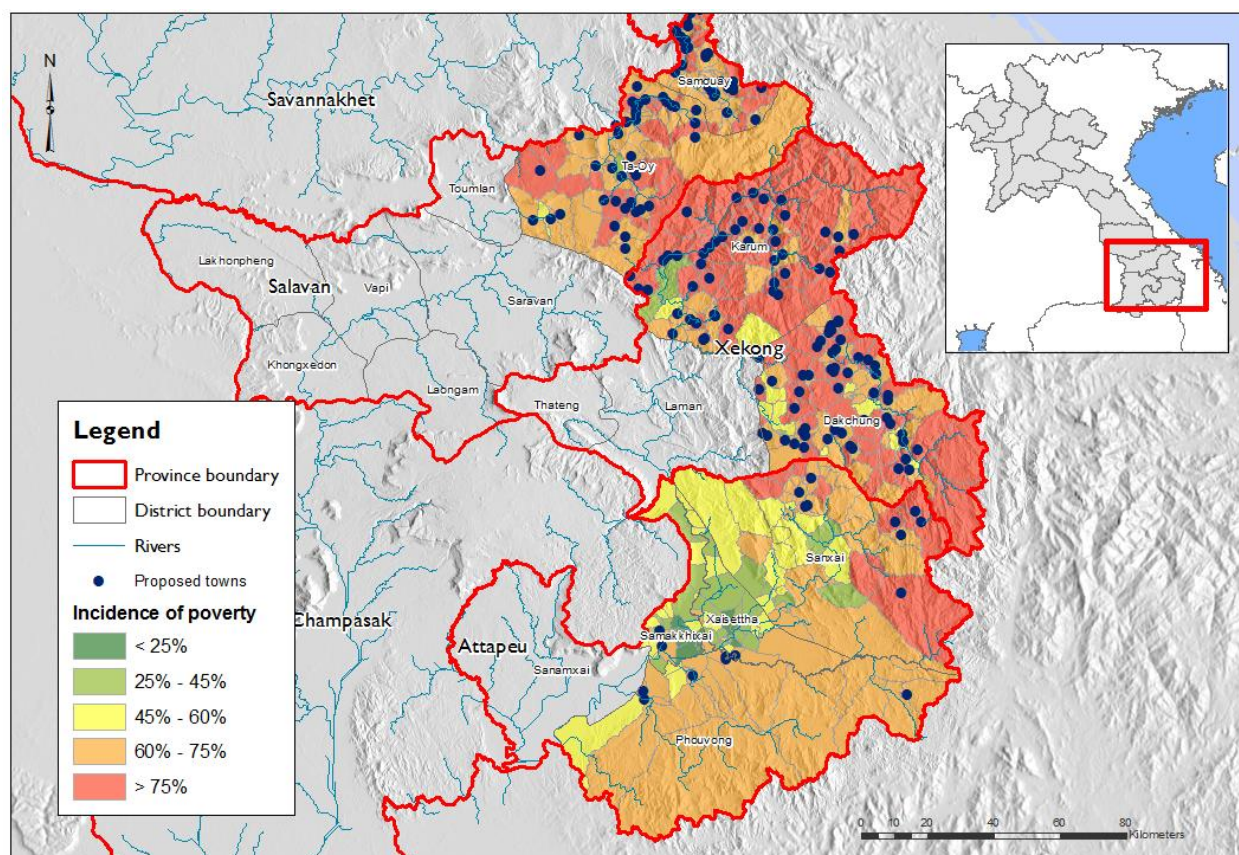 N
Savannakhet
Samouay
Ta-Oy
Toumlan
Lakhonpheng
Salavan
Vapi
Saravan
Karum
Khongxedon
Laongam
Xekong
Thateng
Laman
Dakchung
Legend
Province boundary
District boundary
Rivers
Proposed towns
Incidence of poverty
< 25%
25% - 45%
45% - 60%
60% - 75%
> 75%
Champasak
Attapeu
Sanamxai
Sanxai
Xaisettha
Samakkhixai
Phouvong
0 5 10 20 40 60 80
Kilometers